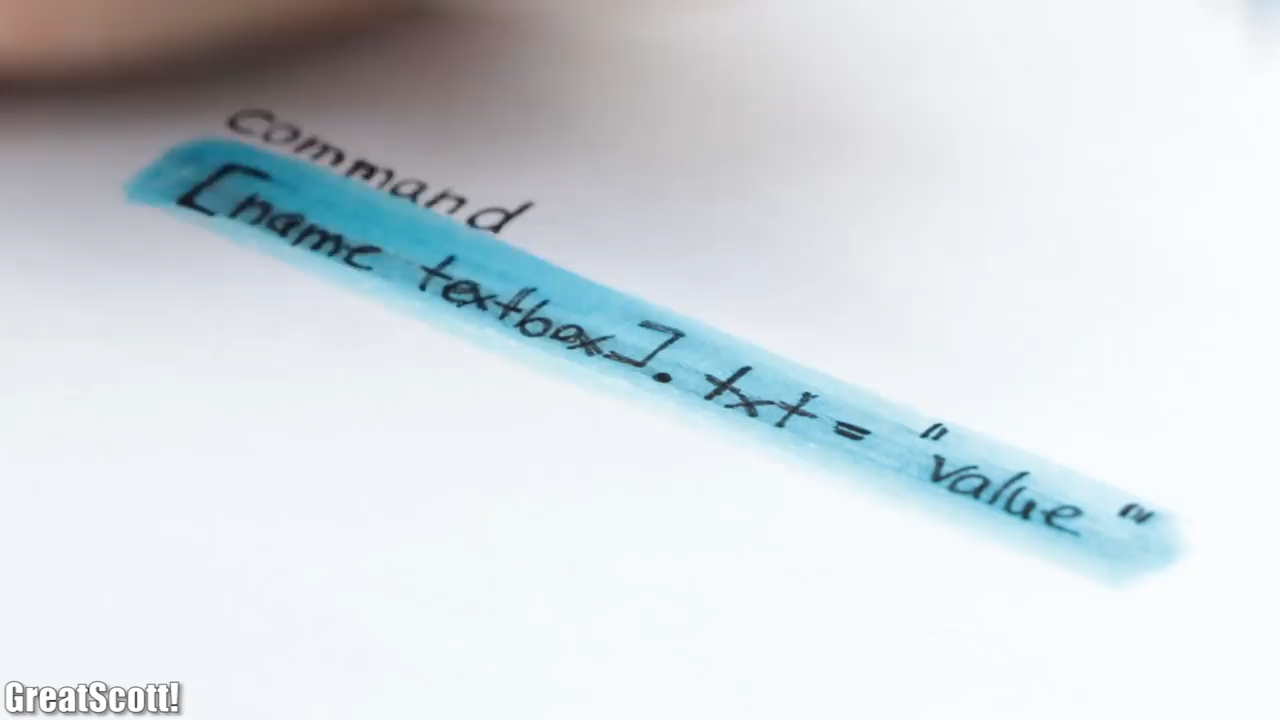 command
[name textbox].txt = "value"
GreatScott!